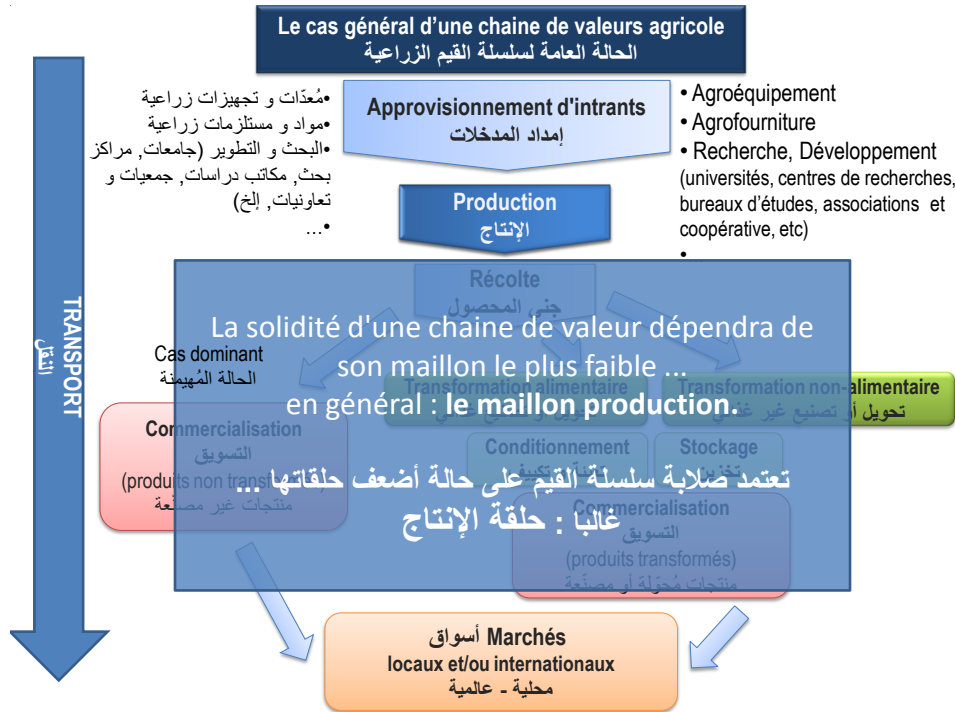 Le cas général d'une chaine de valeurs agricole
الحالة العامة لسلسلة القيم الزراعية
TRANSPORT
النقل
•مُعدّات و تجهيزات زراعية
•مواد و مستلزمات زراعية
•البحث و التطوير (جامعات, مراكز
بحث, مكاتب دراسات, جمعيات و
تعاونيات, إلخ)
•...
Approvisionnement d'intrants
إمداد المدخلات
• Agroéquipement
• Agrofourniture
• Recherche, Développement
(universités, centres de recherches,
bureaux d'études, associations et
coopérative, etc)
•
Production
الإنتاج
Récolte
جني المحصول
La solidité d'une chaine de valeur dépendra de
son maillon le plus faible ...
en général : le maillon production.
تعتمد صلابة سلسلة القيم على حالة أضعف حلقاتها ...
غالبا : حلقة الإنتاج
Cas dominant
الحالة المُهيمنة
Transformation alimentaire
Transformation non-alimentaire
تحويل أو تصنيع غير غذائي
Commercialisation
التسويق
(produits non transformés)
منتجات غير مصنّعة
Conditionnement
Stockage
تخزين
Commercialisation
التسويق
(produits transformés)
منتجات مُحوّلة أو مصنّعة
أسواق Marchés
locaux et/ou internationaux
محلية - عالمية